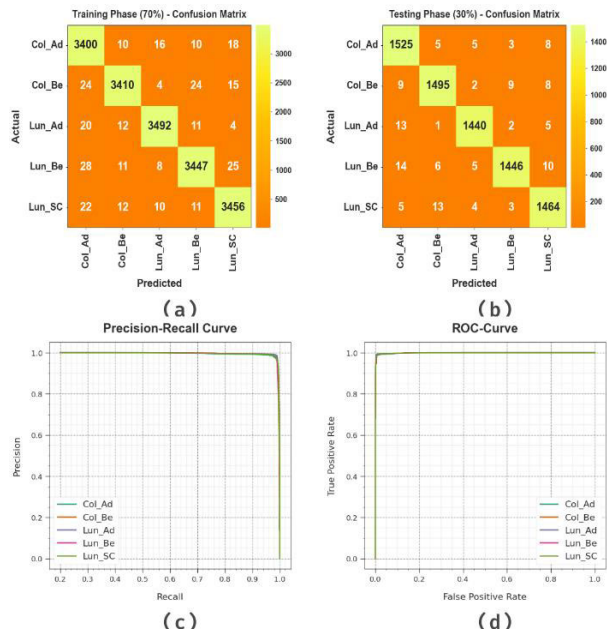 Training Phase (70%) - Confusion Matrix
Actual
Col_Ad 3400 10 16 10 18
Col_Be 24 3410 4 24 15
Lun_Ad 20 12 3492 11 4
Lun_Be 28 11 8 3447 25
Lun_SC 22 12 10 11 3456
Col_Ad Col_Be Lun_Ad Lun_Be Lun_SC
Predicted
3000
2500
2000
1500
1000
500
(a)
Testing Phase (30%) - Confusion Matrix
Actual
Col_Ad 1525 5 5 3 8
Col_Be 9 1495 2 9 8
Lun_Ad 13 1 1440 2 5
Lun_Be 14 6 5 1446 10
Lun_SC 5 13 4 3 1464
Col_Ad Col_Be Lun_Ad Lun_Be Lun_SC
Predicted
1400
1200
1000
800
600
400
200
(b)
Precision-Recall Curve
Precision
1.0
0.8
0.6
0.4
0.2
0.0
Col_Ad
Col_Be
Lun_Ad
Lun_Be
Lun_SC
0.2 0.3 0.4 0.5 0.6 0.7 0.8 0.9 1.0
Recall
(c)
ROC-Curve
True Positive Rate
1.0
0.8
0.6
0.4
0.2
0.0
Col_Ad
Col_Be
Lun_Ad
Lun_Be
Lun_SC
0.0 0.2 0.4 0.6 0.8 1.0
False Positive Rate
(d)